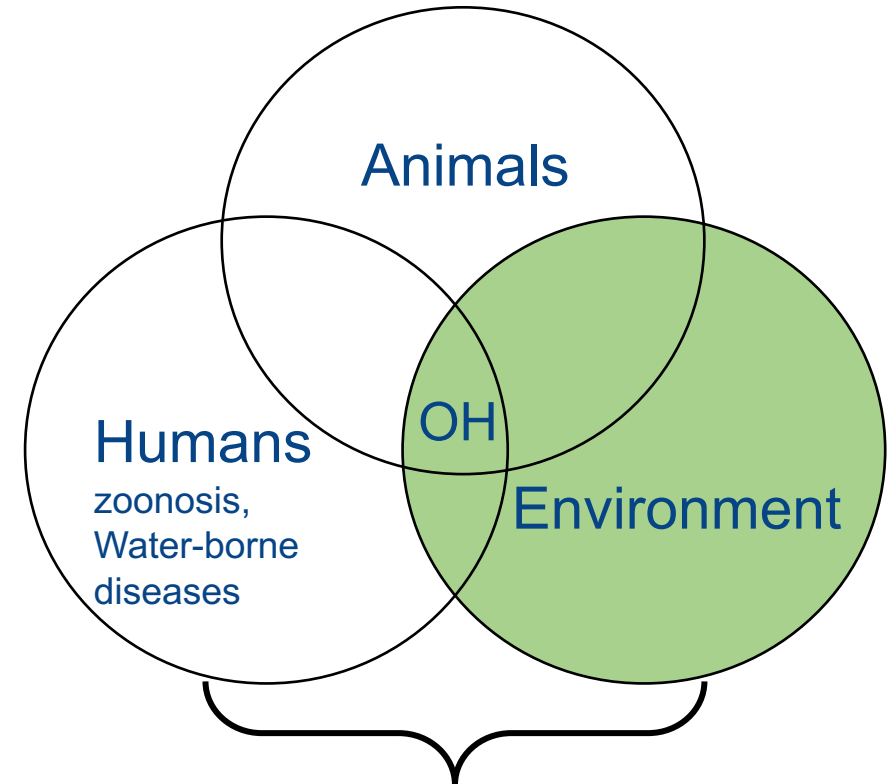 Animals
OH
Humans
zoonosis,
Water-borne
diseases
Environment